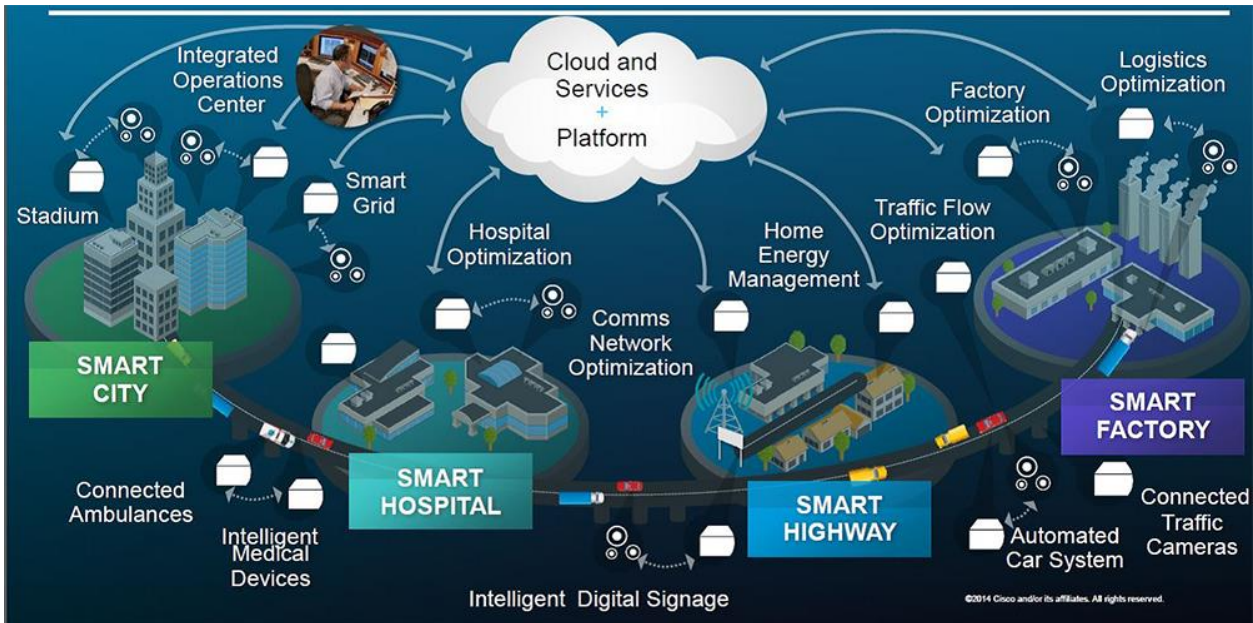 Integrated
Operations
Center
Cloud and
Services
+
Platform
Logistics
Optimization
Factory
Optimization
Stadium
Smart
Grid
Hospital
Optimization
Home
Energy
Management
Traffic Flow
Optimization
Comms
Network
Optimization
SMART
CITY
SMART
HOSPITAL
SMART
HIGHWAY
SMART
FACTORY
Connected
Ambulances
Intelligent
Medical
Devices
Intelligent Digital Signage
Automated
Car System
Connected
Traffic
Cameras
©2014 Cisco and/or its affiliates. All rights reserved.